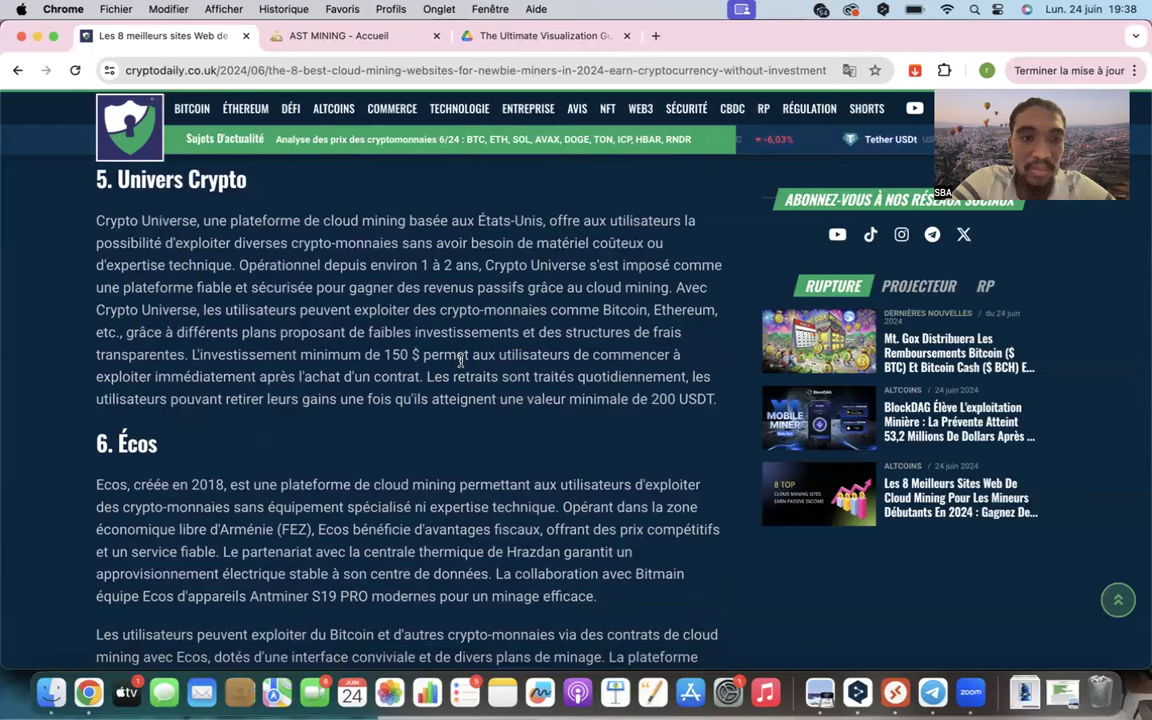 Chrome Fichier Modifier Afficher Historique Favoris Profils Onglet Fenêtre Aide Lun. 24 juin 19:38
Les 8 meilleurs sites Web de AST MINING - Accueil The Ultimate Visualization Gu
cryptodaily.co.uk/2024/06/the-8-best-cloud-mining-websites-for-newbie-miners-in-2024-earn-cryptocurrency-without-investment r Terminer la mise à jour
BITCOIN ÉTHEREUM DÉFI ALTCOINS COMMERCE TECHNOLOGIE ENTREPRISE AVIS NFT WEB3 SÉCURITÉ CBDC RP RÉGULATION SHORTS
Sujets D'actualité Analyse des prix des cryptomonnaies 6/24 : BTC, ETH, SOL, AVAX, DOGE, TON, ICP, HBAR, RNDR -6,03% Tether USDt
SBA
5. Univers Crypto
Crypto Universe, une plateforme de cloud mining basée aux États-Unis, offre aux utilisateurs la
possibilité d'exploiter diverses crypto-monnaies sans avoir besoin de matériel coûteux ou
d'expertise technique. Opérationnel depuis environ 1 à 2 ans, Crypto Universe s'est imposé comme
une plateforme fiable et sécurisée pour gagner des revenus passifs grâce au cloud mining. Avec
Crypto Universe, les utilisateurs peuvent exploiter des crypto-monnaies comme Bitcoin, Ethereum,
etc., grâce à différents plans proposant de faibles investissements et des structures de frais
transparentes. L'investissement minimum de 150 $ permet aux utilisateurs de commencer à
exploiter immédiatement après l'achat d'un contrat. Les retraits sont traités quotidiennement, les
utilisateurs pouvant retirer leurs gains une fois qu'ils atteignent une valeur minimale de 200 USDT.
6. Écos
Ecos, créée en 2018, est une plateforme de cloud mining permettant aux utilisateurs d'exploiter
des crypto-monnaies sans équipement spécialisé ni expertise technique. Opérant dans la zone
économique libre d'Arménie (FEZ), Ecos bénéficie d'avantages fiscaux, offrant des prix compétitifs
et un service fiable. Le partenariat avec la centrale thermique de Hrazdan garantit un
approvisionnement électrique stable à son centre de données. La collaboration avec Bitmain
équipe Ecos d'appareils Antminer S19 PRO modernes pour un minage efficace.
Les utilisateurs peuvent exploiter du Bitcoin et d'autres crypto-monnaies via des contrats de cloud
mining avec Ecos, dotés d'une interface conviviale et de divers plans de minage. La plateforme
ABONNEZ-VOUS À NOS RÉSEAUX SOCIAUX
RUPTURE PROJECTEUR RP
DERNIÈRES NOUVELLES / du 24 juin
2024
Mt. Gox Distribuera Les
Remboursements Bitcoin ($
BTC) Et Bitcoin Cash ($ BCH) E...
MOBILE
MINER
ALTCOINS / 24 juin 2024
BlockDAG Élève L'exploitation
Minière : La Prévente Atteint
53,2 Millions De Dollars Après ...
8 TOP
CLOUD MINING SITES
EARN PASSIVE INCOME
ALTCOINS / 24 juin 2024
Les 8 Meilleurs Sites Web De
Cloud Mining Pour Les Mineurs
Débutants En 2024 : Gagnez De...
JUN
24
tv
zoom